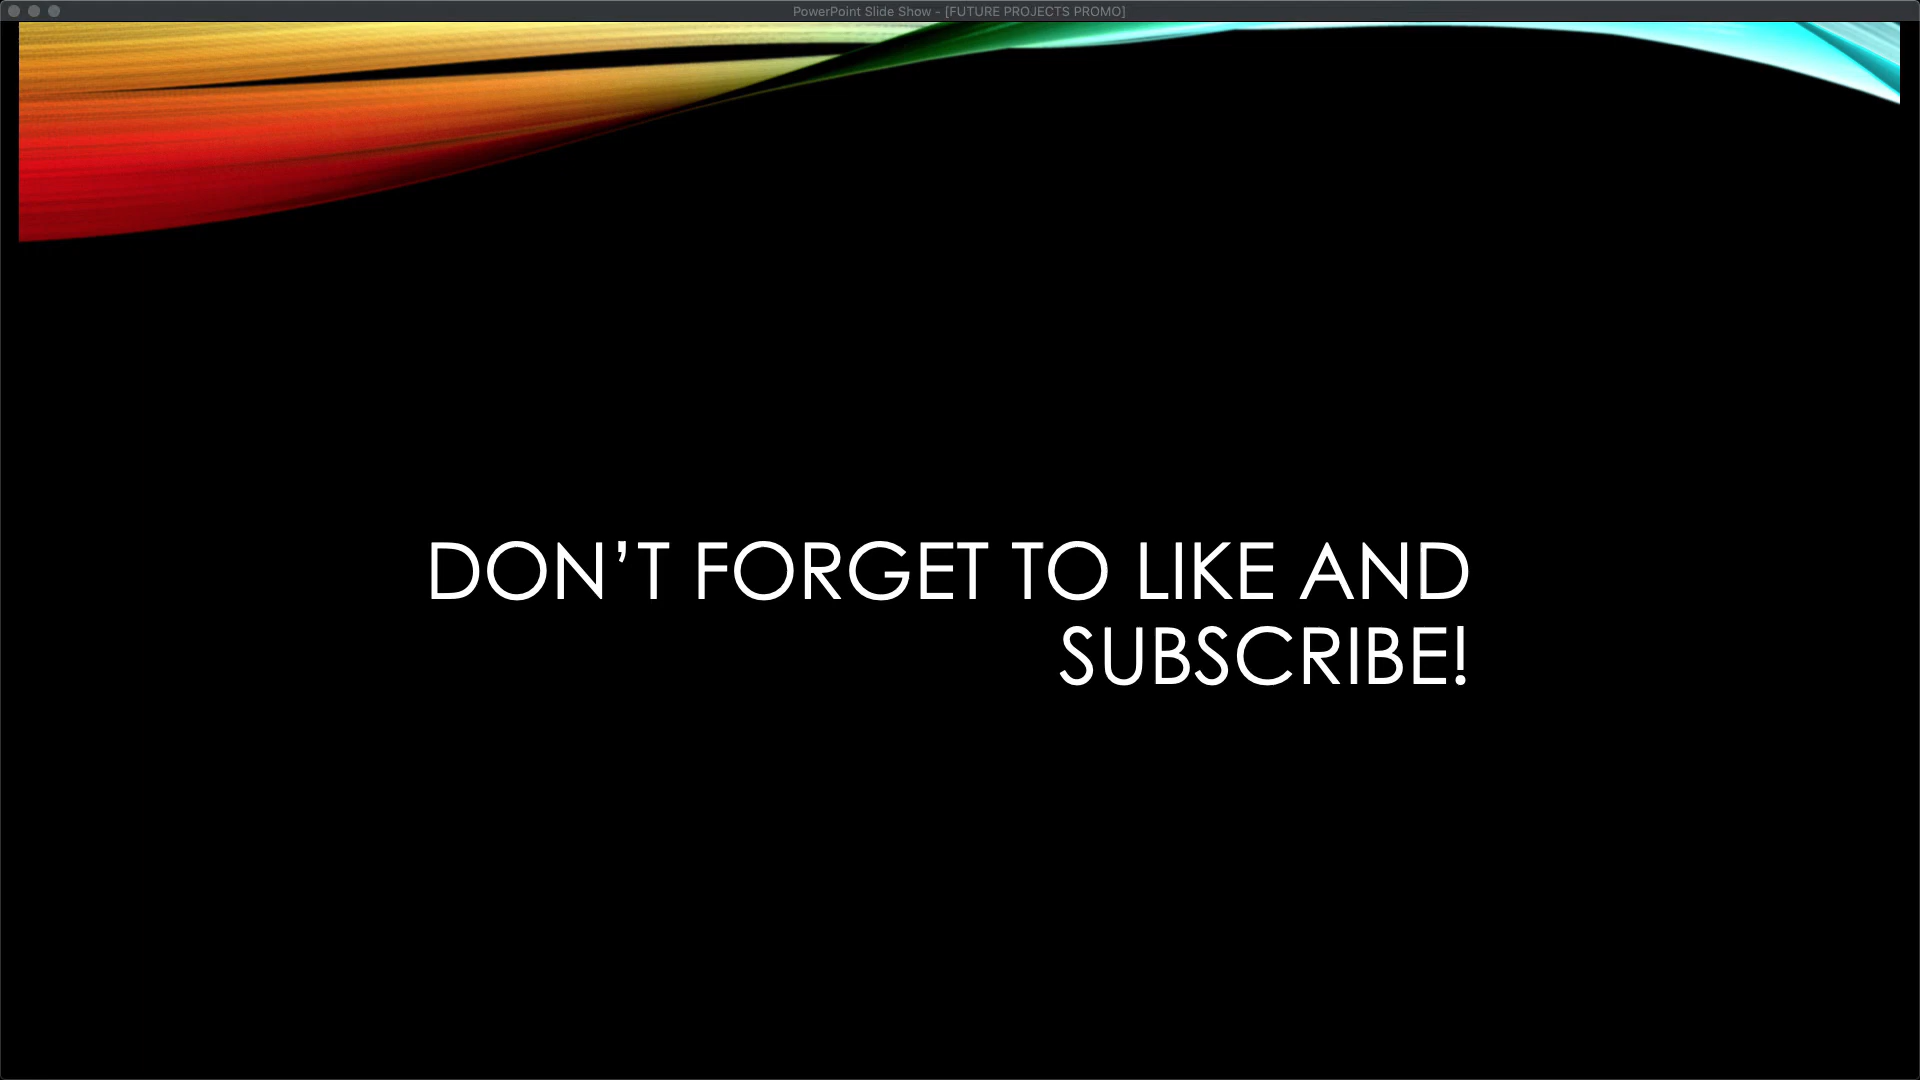 PowerPoint Slide Show - [FUTURE PROJECTS PROMO]
DON’T FORGET TO LIKE AND
SUBSCRIBE!